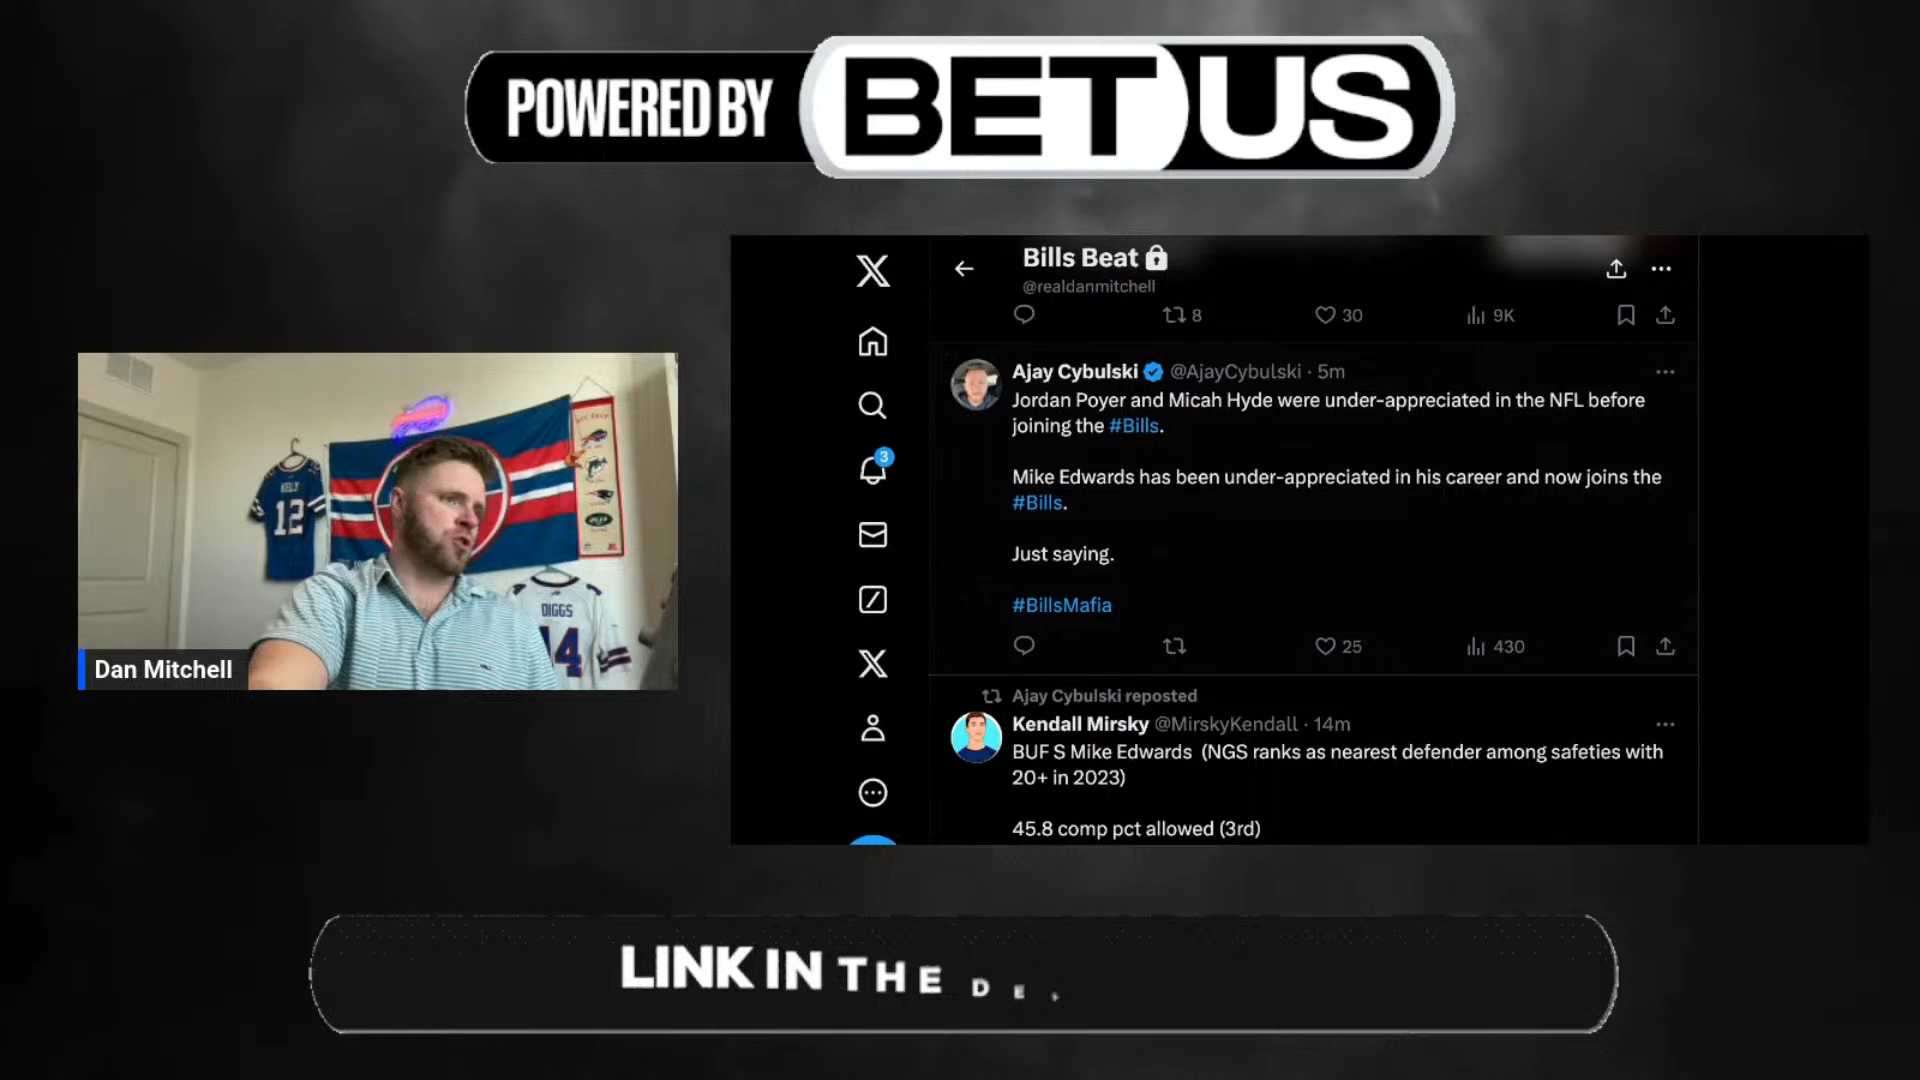 POWERED BY BETUS
Bills Beat
@realdanmitchell
8
30
9K
Ajay Cybulski @AjayCybulski · 5m
Jordan Poyer and Micah Hyde were under-appreciated in the NFL before
joining the #Bills.
Mike Edwards has been under-appreciated in his career and now joins the
#Bills.
Just saying.
#BillsMafia
25
430
Ajay Cybulski reposted
Kendall Mirsky @MirskyKendall · 14m
BUF S Mike Edwards (NGS ranks as nearest defender among safeties with
20+ in 2023)
45.8 comp pct allowed (3rd)
3
KELLY
12
DIGGS
14
JETS
Dan Mitchell
LINK IN THE DE